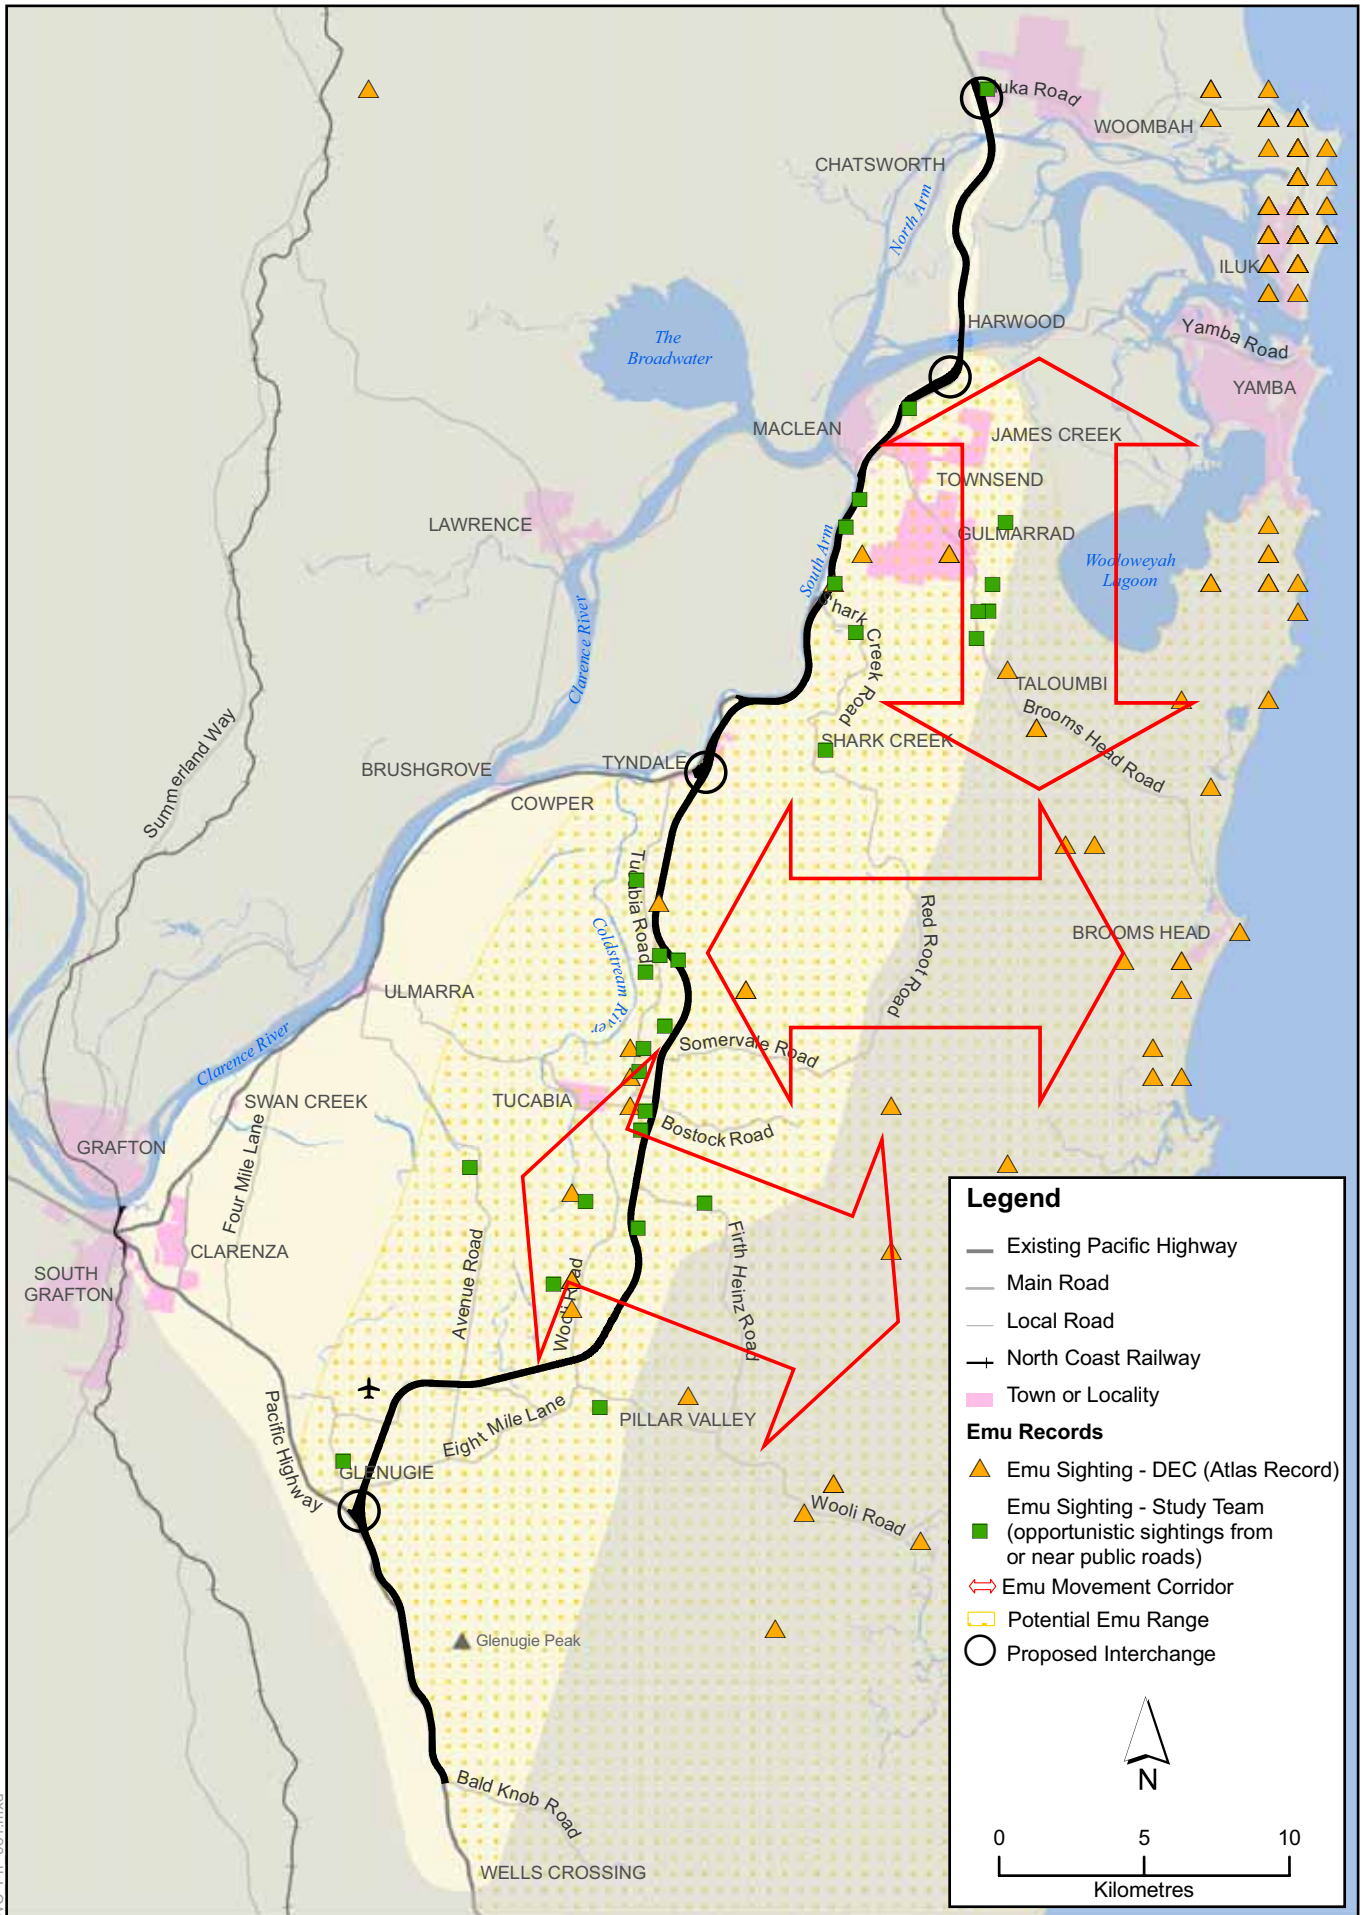 uka Road
WOOMBAH
CHATSWORTH
North Arm
ILUK
HARWOOD
Yamba Road
The
Broadwater
YAMBA
MACLEAN
JAMES CREEK
TOWNSEND
LAWRENCE
GULMARRAD
South Arm
Wooloweyah
Lagoon
Clarence River
Shark Creek Road
TALOUMBI
Brooms Head Road
SHARK CREEK
Summerland Way
TYNDALE
BRUSHGROVE
COWPER
Tucabia Road
Red Root Road
BROOMS HEAD
Coldstream River
ULMARRA
Clarence River
Somervale Road
SWAN CREEK
TUCABIA
Bostock Road
GRAFTON
Four Mile Lane
CLARENZA
SOUTH
GRAFTON
Avenue Road
Wooli Road
Firth Heinz Road
Pacific Highway
Eight Mile Lane
PILLAR VALLEY
GLENUGIE
Wooli Road
Glenugie Peak
Bald Knob Road
WELLS CROSSING
Legend
Existing Pacific Highway
Main Road
Local Road
North Coast Railway
Town or Locality
Emu Records
Emu Sighting - DEC (Atlas Record)
Emu Sighting - Study Team
(opportunistic sightings from
or near public roads)
Emu Movement Corridor
Potential Emu Range
Proposed Interchange
N
0 5 10
Kilometres